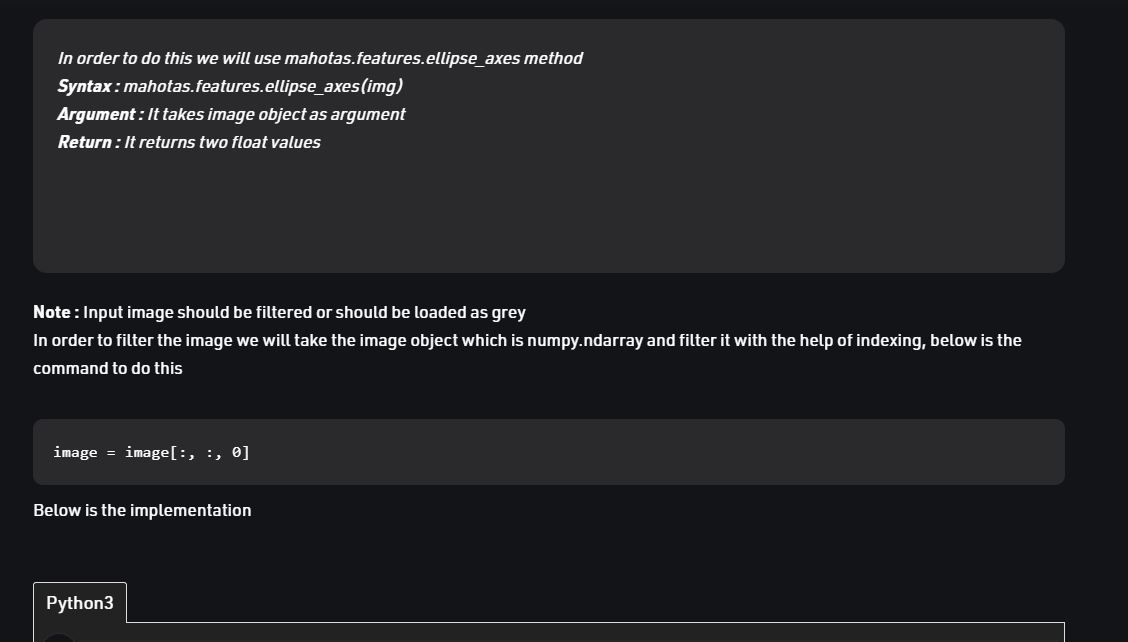 In order to do this we will use mahotas.features.ellipse_axes method
Syntax : mahotas.features.ellipse_axes(img)
Argument : It takes image object as argument
Return : It returns two float values
Note : Input image should be filtered or should be loaded as grey
In order to filter the image we will take the image object which is numpy.ndarray and filter it with the help of indexing, below is the
command to do this
image = image[:, :, 0]
Below is the implementation
Python3